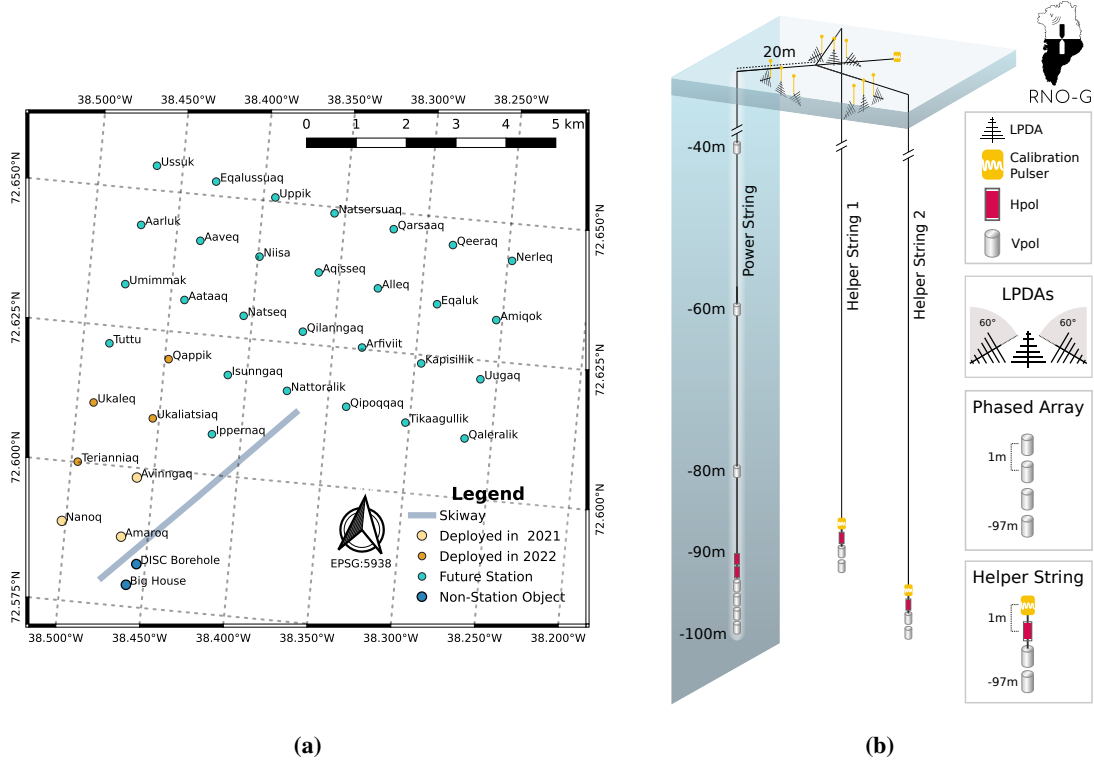 38.500°W 38.450°W 38.400°W 38.350°W 38.300°W 38.250°W
0 1 2 3 4 5 km
72.650°N
72.625°N
72.600°N
72.575°N
72.650°N
72.625°N
72.600°N
Ussuk
Eqalussuaq
Uppik
Natsersuaq
Qarsaaq
Qeeraq
Nerleq
Aarluk
Aaveq
Niisa
Aqisseq
Alleq
Eqaluk
Amiqok
Umimmak
Aataaq
Natseq
Qilanngaq
Arfiviit
Kapisillik
Uugaq
Tuttu
Qappik
Isunngaq
Nattoralik
Qipoqqaq
Tikaagullik
Qaleralik
Ukaleq
Ukaliatsiaq
Ippernaq
Terianniaq
Avinngaq
Nanoq
Amaroq
DISC Borehole
Big House
EPSG:5938
Legend
Skiway
Deployed in 2021
Deployed in 2022
Future Station
Non-Station Object
38.500°W 38.450°W 38.400°W 38.350°W 38.300°W 38.250°W 38.200°W
(a)
20m
-40m
-60m
-80m
-90m
-100m
Power String
Helper String 1
Helper String 2
RNO-G
LPDA
Calibration
Pulser
Hpol
Vpol
LPDAs
60° 60°
Phased Array
1m
-97m
Helper String
1m
-97m
(b)